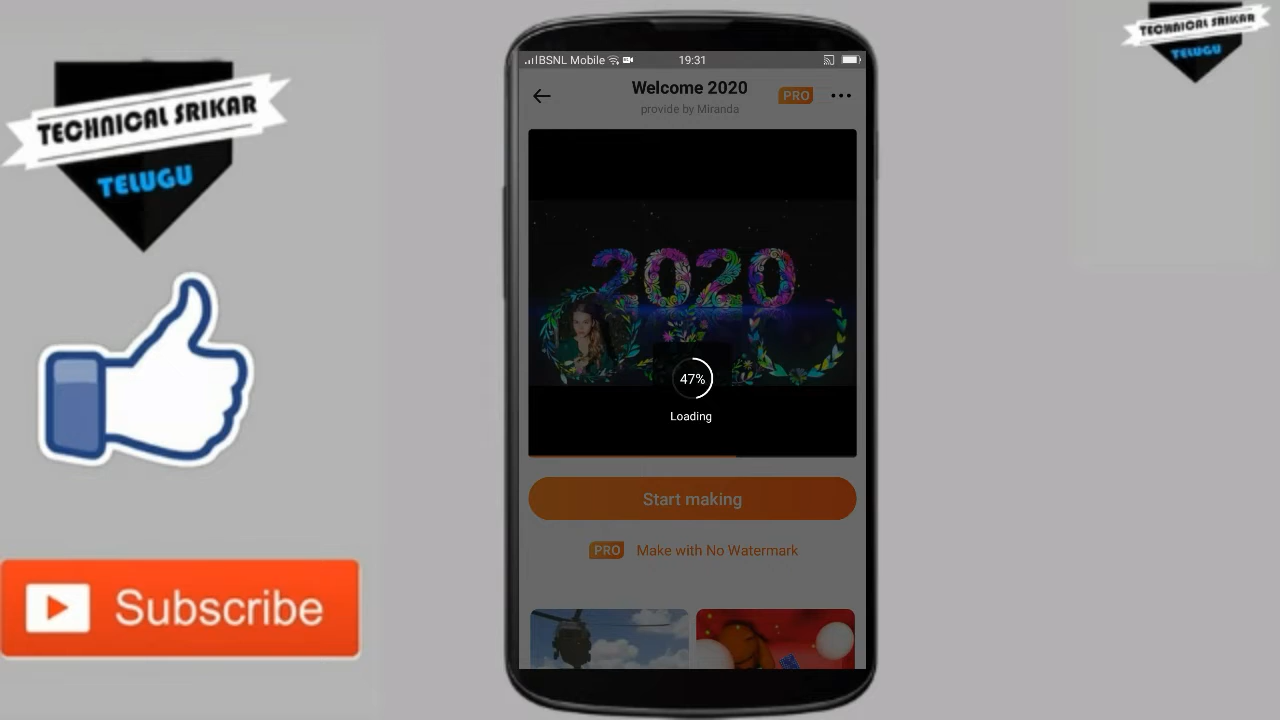 TECHNICAL SRIKAR
TELUGU
Subscribe
BSNL Mobile
19:31
Welcome 2020
provide by Miranda
PRO
2020
47%
Loading
Start making
PRO Make with No Watermark
TECHNICAL SRIKAR
TELUGU